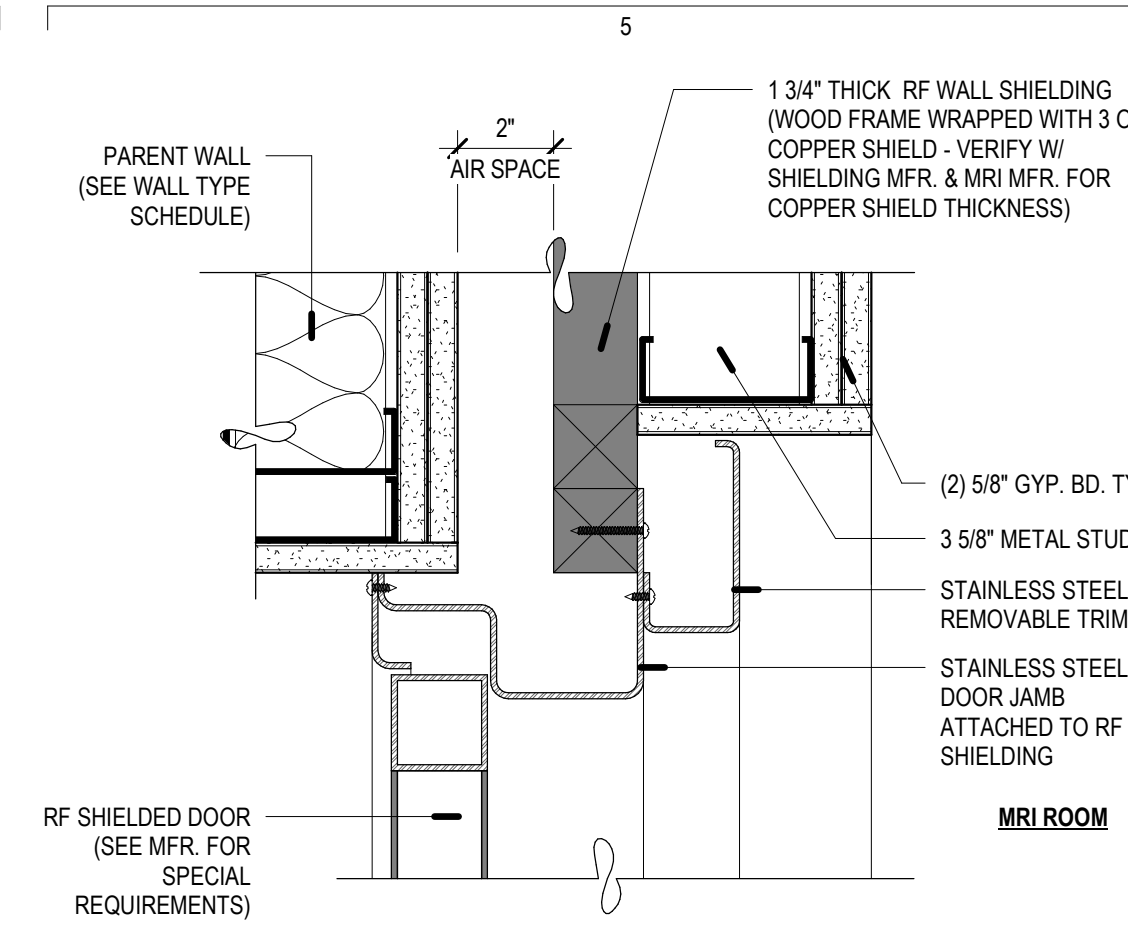 5
PARENT WALL
(SEE WALL TYPE
SCHEDULE)
2"
AIR SPACE
1 3/4" THICK RF WALL SHIELDING
(WOOD FRAME WRAPPED WITH 3
COPPER SHIELD - VERIFY W/
SHIELDING MFR. & MRI MFR. FOR
COPPER SHIELD THICKNESS)
(2) 5/8" GYP. BD.
3 5/8" METAL STUD
STAINLESS STEEL
REMOVABLE TRIM
STAINLESS STEEL
DOOR JAMB
ATTACHED TO RF
SHIELDING
RF SHIELDED DOOR
(SEE MFR. FOR
SPECIAL
REQUIREMENTS)
MRI ROOM